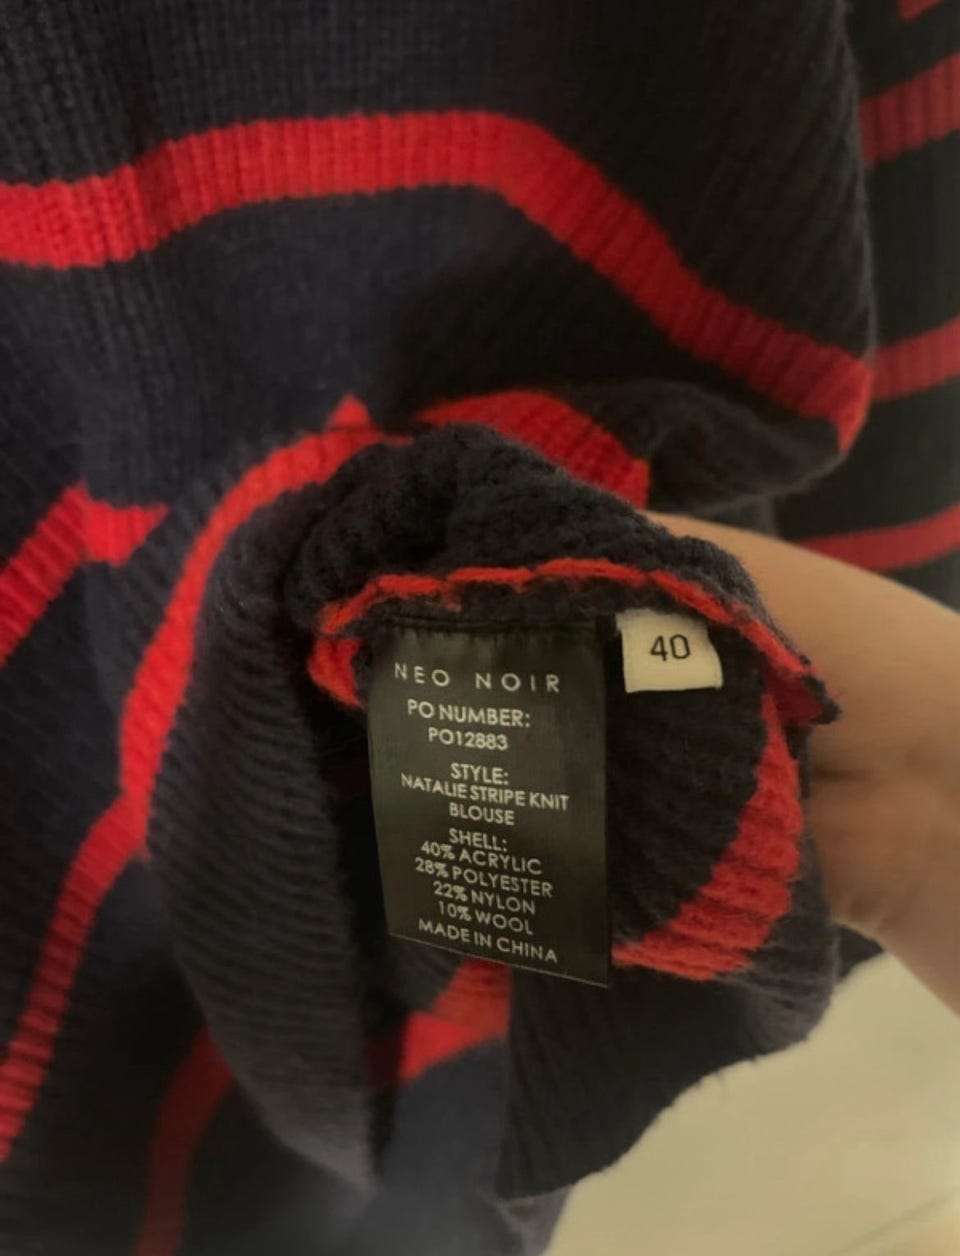 NEO NOIR
40
PO NUMBER:
PO12883
STYLE:
NATALIE STRIPE KNIT
BLOUSE
SHELL:
40% ACRYLIC
28% POLYESTER
22% NYLON
10% WOOL
MADE IN CHINA